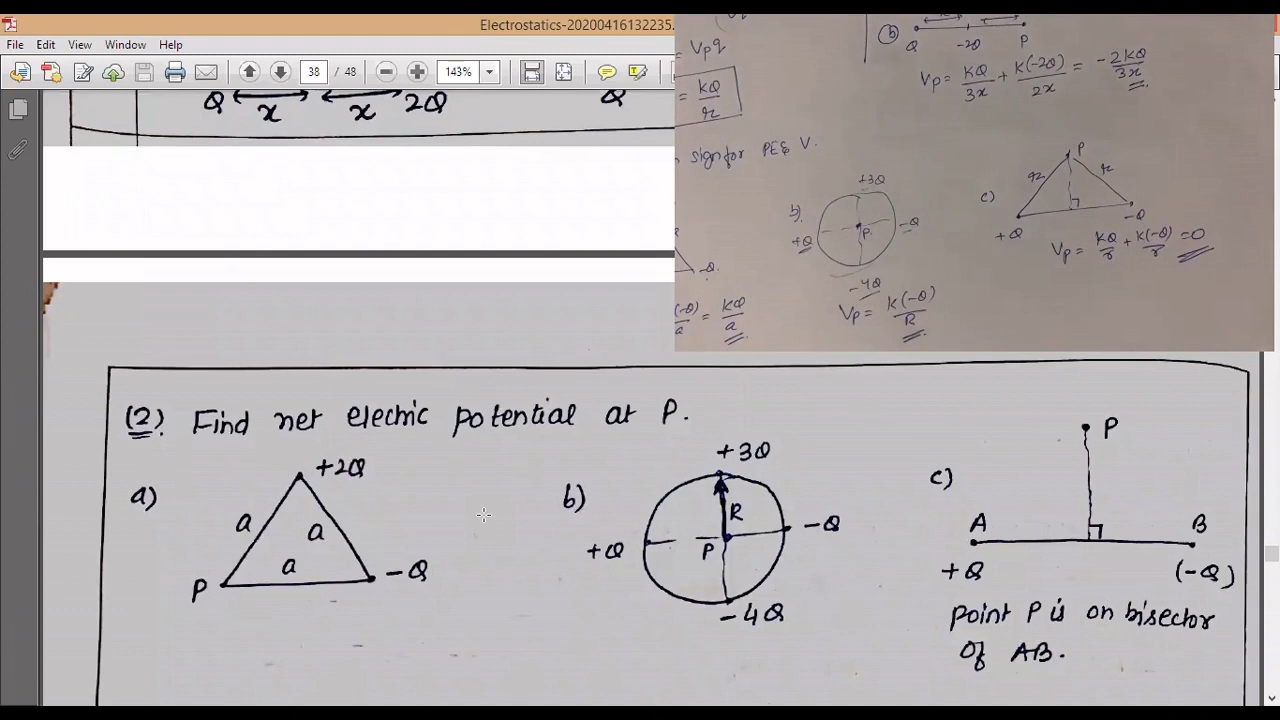 Electrostatics-20200416132235.
File Edit View Window Help
38 / 48 143%
Q x x 2Q Q
= Vp q
= kQ
r
sign for PE & V.
-Q
(-Q) = kQ
a a
(b)
Q -2Q P
Vp = kQ + k(-2Q) = -2kQ
3x 2x 3x
b).
+3Q
+Q P. -Q
-4Q
Vp = k(-Q)
R
c)
P
r r
+Q -Q
Vp = kQ + k(-Q) = 0
r r
(2). Find net electric potential at P.
a)
+2Q
a a
P a -Q
b)
+3Q
R
+Q P -Q
-4Q
c)
P
A B
+Q (-Q)
point P is on bisector
of AB.